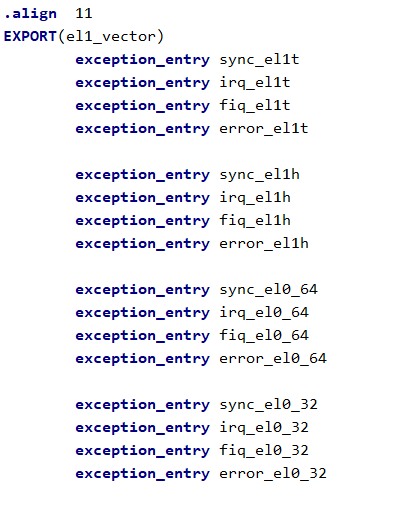 .align  11
EXPORT(el1_vector)
        exception_entry sync_el1t
        exception_entry irq_el1t
        exception_entry fiq_el1t
        exception_entry error_el1t

        exception_entry sync_el1h
        exception_entry irq_el1h
        exception_entry fiq_el1h
        exception_entry error_el1h

        exception_entry sync_el0_64
        exception_entry irq_el0_64
        exception_entry fiq_el0_64
        exception_entry error_el0_64

        exception_entry sync_el0_32
        exception_entry irq_el0_32
        exception_entry fiq_el0_32
        exception_entry error_el0_32